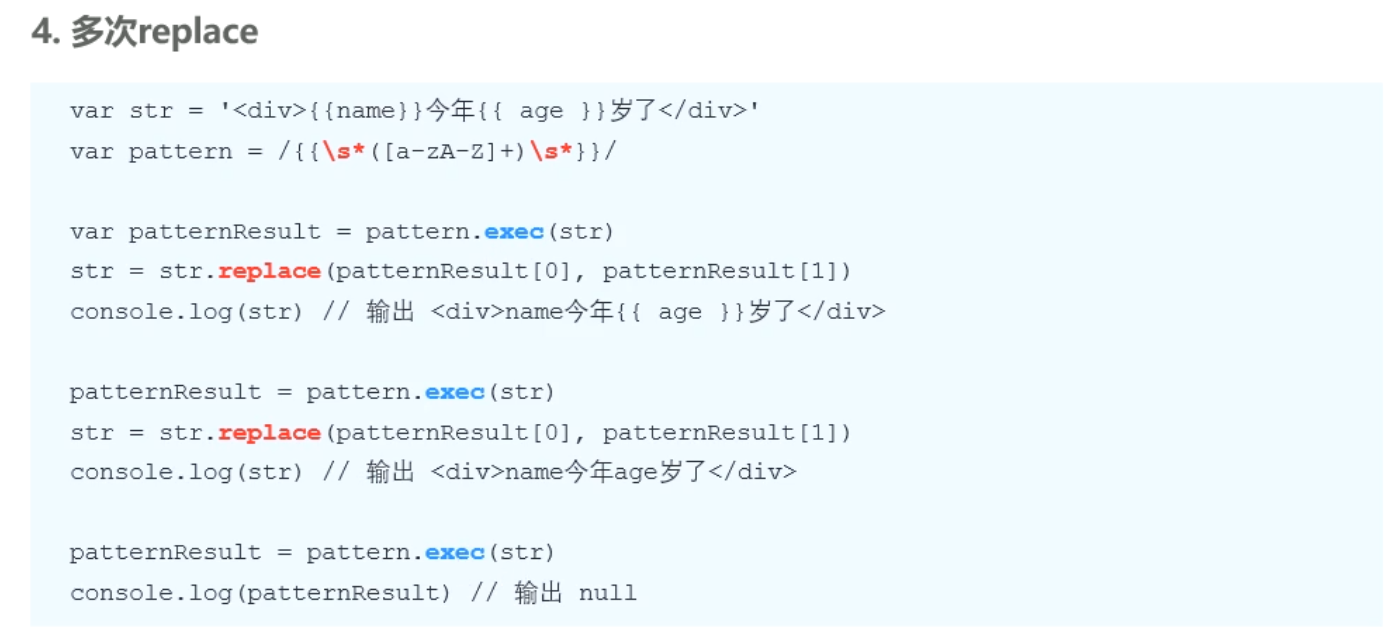 4. 多次replace
var str = '<div>{{name}}今年{{ age }}岁了</div>'
var pattern = /{{\s*([a-zA-Z]+)\s*}}/
var patternResult = pattern.exec(str)
str = str.replace(patternResult[0], patternResult[1])
console.log(str) // 输出 <div>name今年{{ age }}岁了</div>
patternResult = pattern.exec(str)
str = str.replace(patternResult[0], patternResult[1])
console.log(str) // 输出 <div>name今年age岁了</div>
patternResult = pattern.exec(str)
console.log(patternResult) // 输出 null